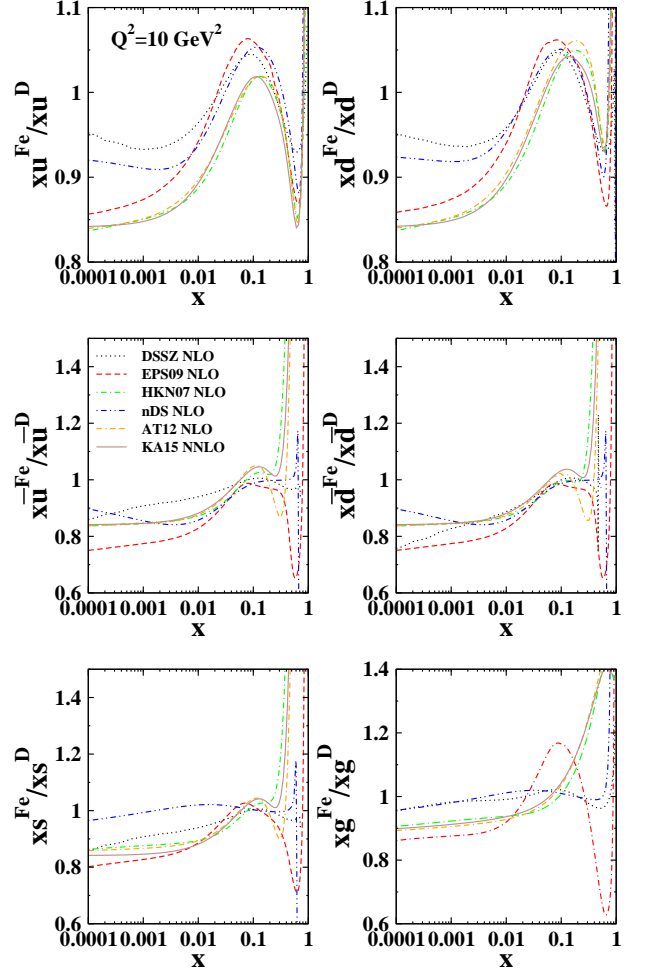 Q²=10 GeV²
xu^Fe/xu^D
1.1
1
0.9
0.8
0.0001 0.001 0.01 0.1 1
x
xd^Fe/xd^D
1.1
1
0.9
0.8
0.0001 0.001 0.01 0.1 1
x
xu̅^Fe/xu̅^D
1.4
1.2
1
0.8
0.6
DSSZ NLO
EPS09 NLO
HKN07 NLO
nDS NLO
AT12 NLO
KA15 NNLO
0.0001 0.001 0.01 0.1 1
x
xd̅^Fe/xd̅^D
1.4
1.2
1
0.8
0.6
0.0001 0.001 0.01 0.1 1
x
xs^Fe/xs^D
1.4
1.2
1
0.8
0.6
0.0001 0.001 0.01 0.1 1
x
xg^Fe/xg^D
1.4
1.2
1
0.8
0.6
0.0001 0.001 0.01 0.1 1
x